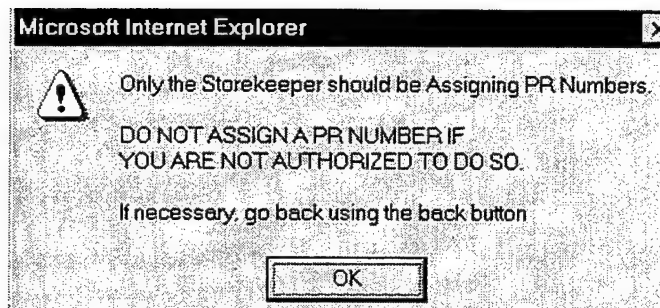 Microsoft Internet Explorer
Only the Storekeeper should be Assigning PR Numbers.
DO NOT ASSIGN A PR NUMBER IF
YOU ARE NOT AUTHORIZED TO DO SO.
If necessary, go back using the back button
OK